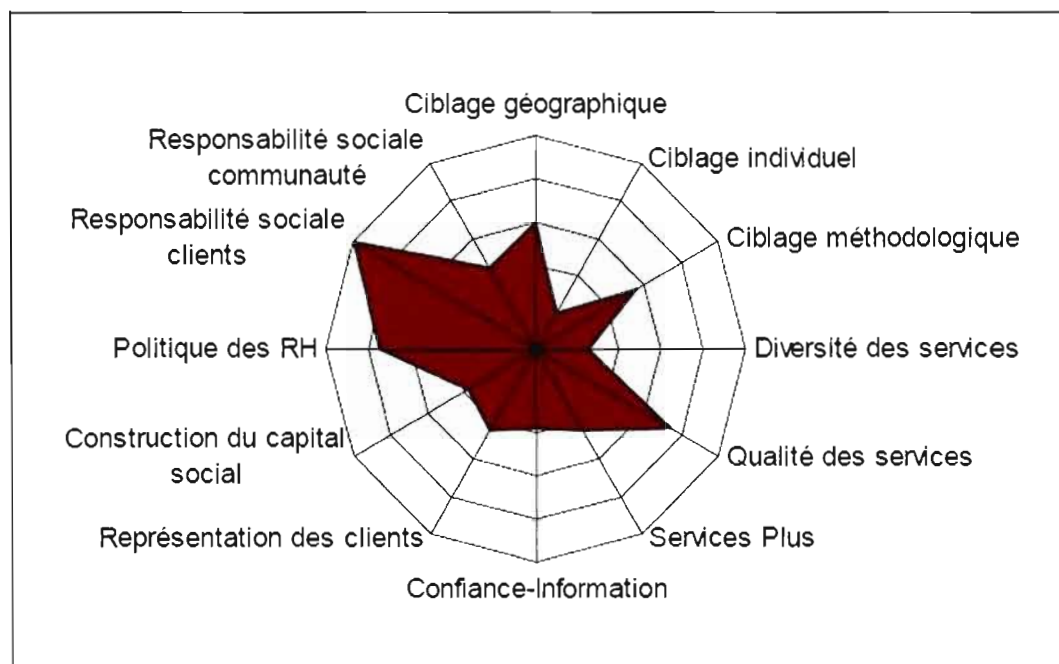 Ciblage géographique
Responsabilité sociale
communauté
Ciblage individuel
Responsabilité sociale
clients
Ciblage méthodologique
Politique des RH
Diversité des services
Construction du capital
social
Qualité des services
Représentation des clients
Services Plus
Confiance-Information